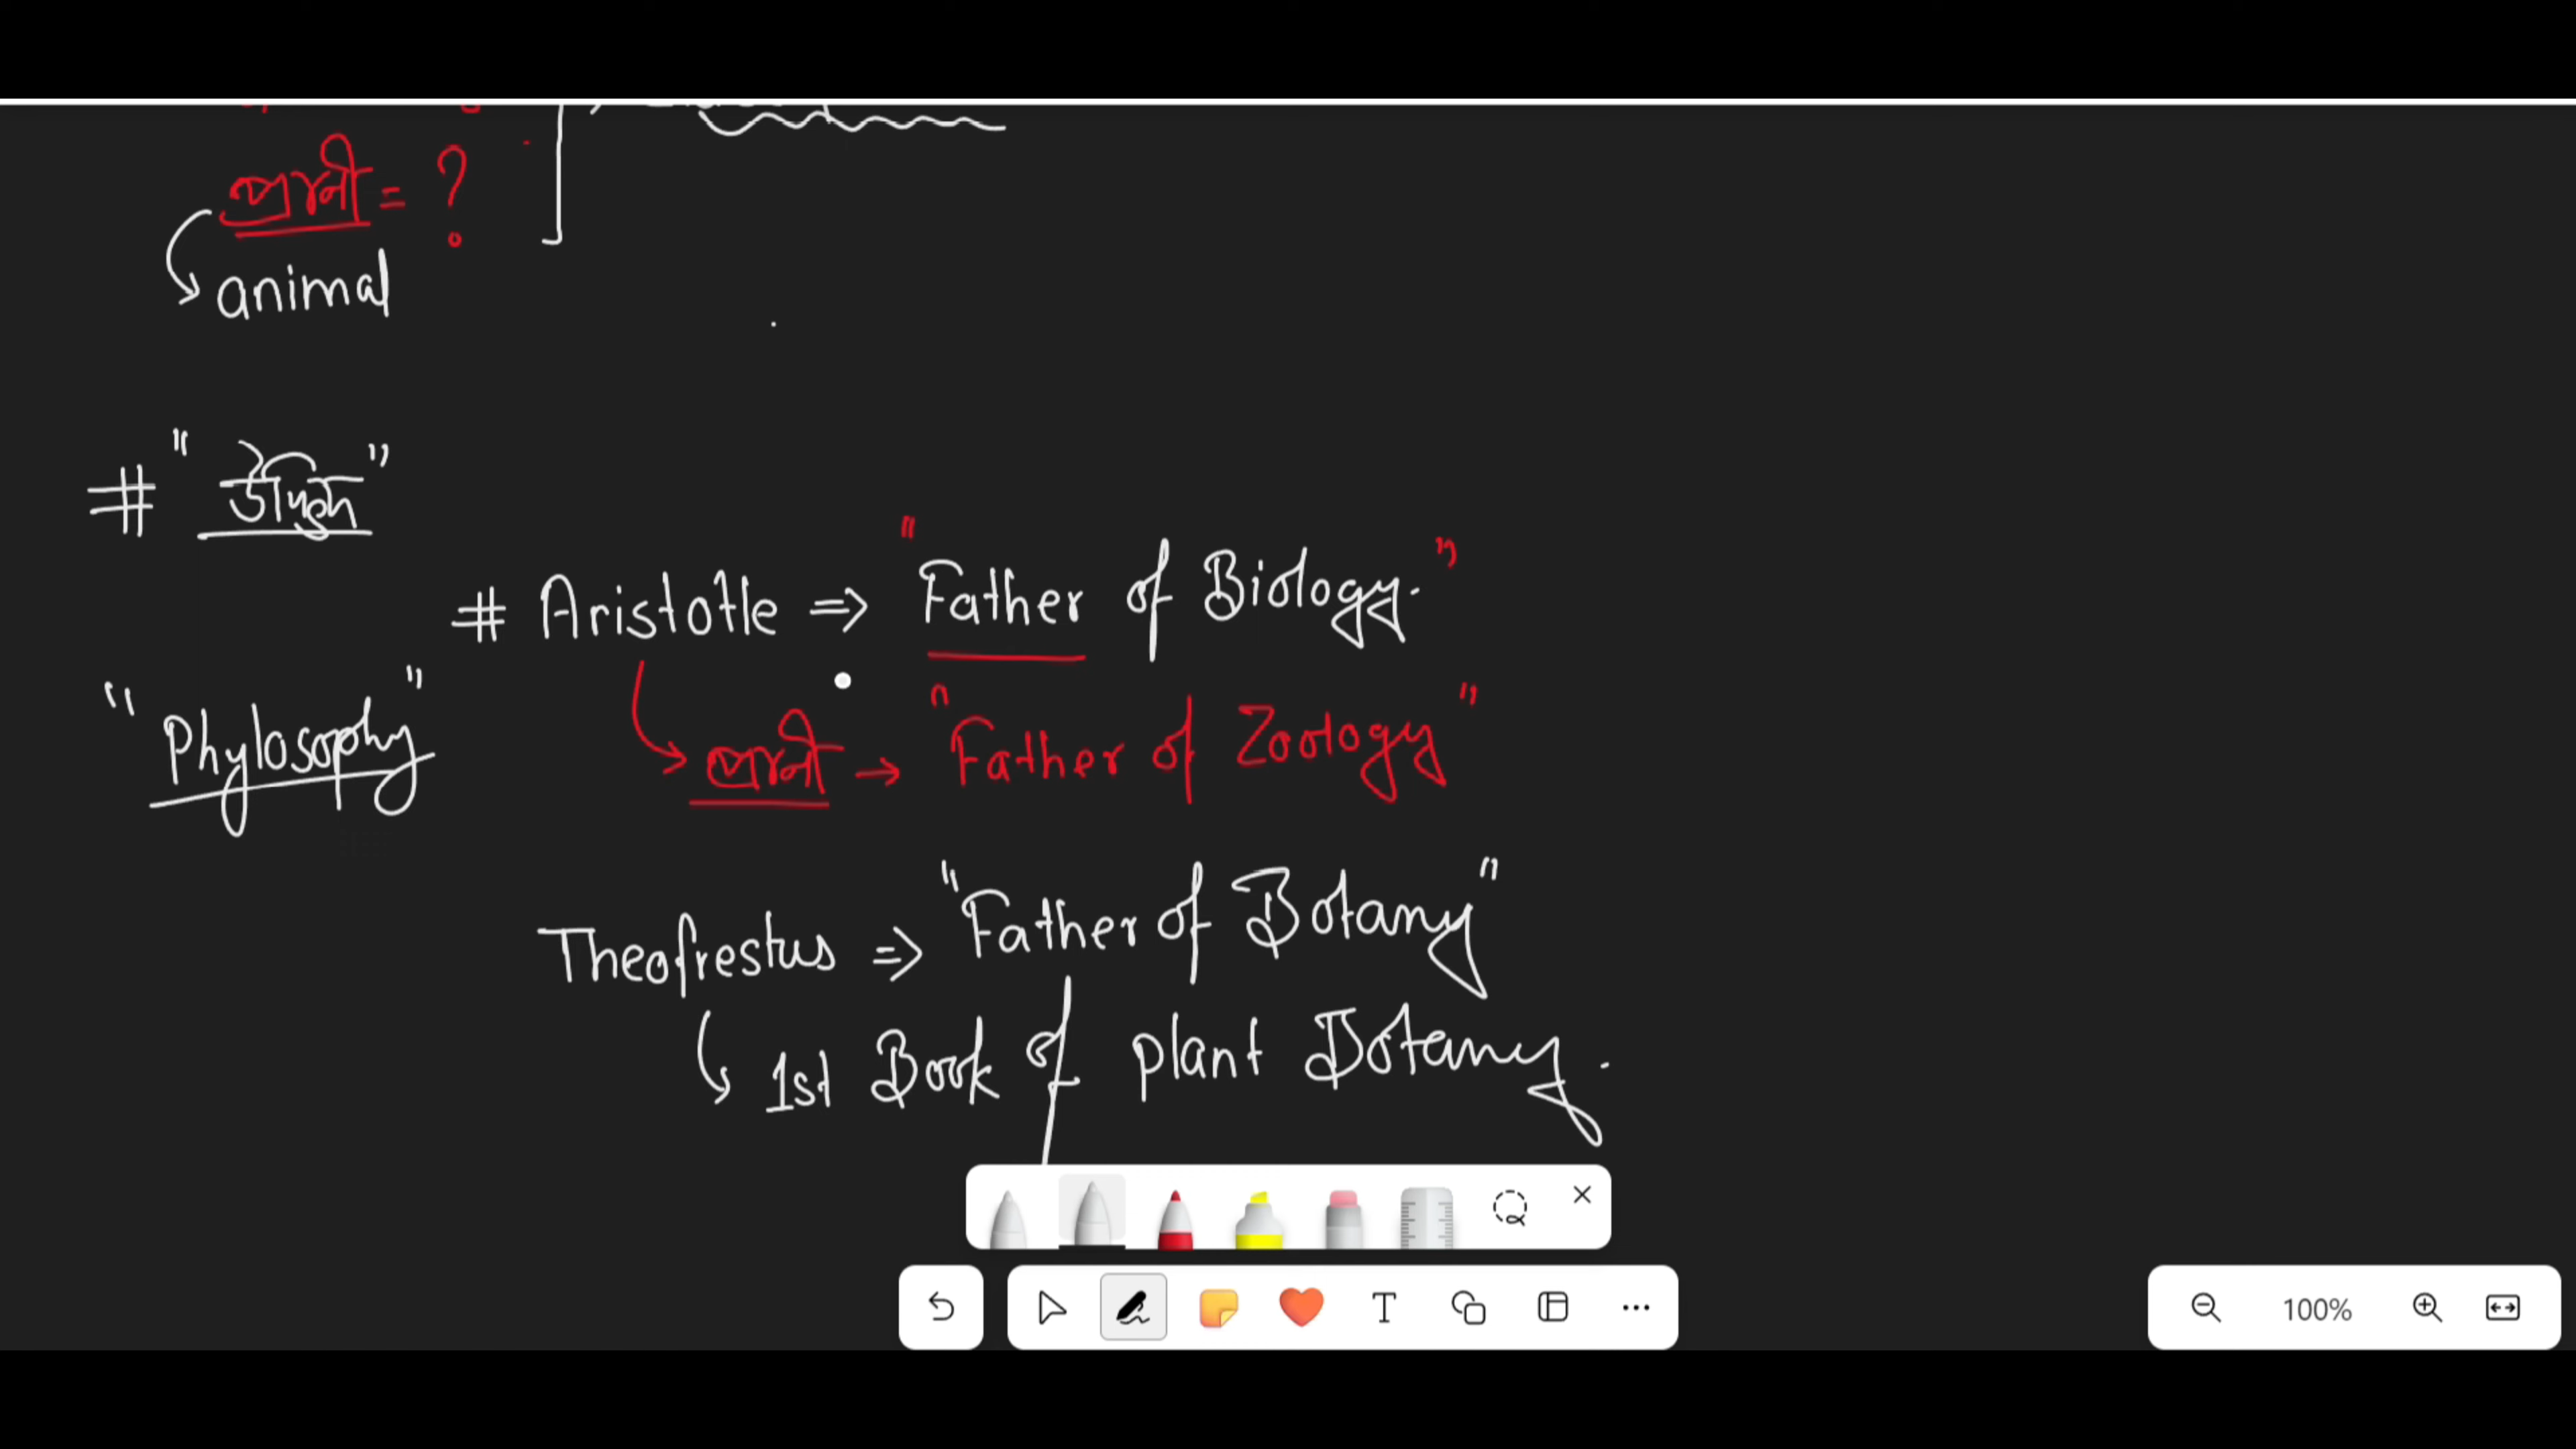 প্রানী = ?
animal
# " উদ্ভিদ "
# Aristotle => "Father of Biology."
"Phylosophy"
প্রানী → "Father of Zoology"
Theofrestus => "Father of Botany"
1st Book of plant Botany.
100%